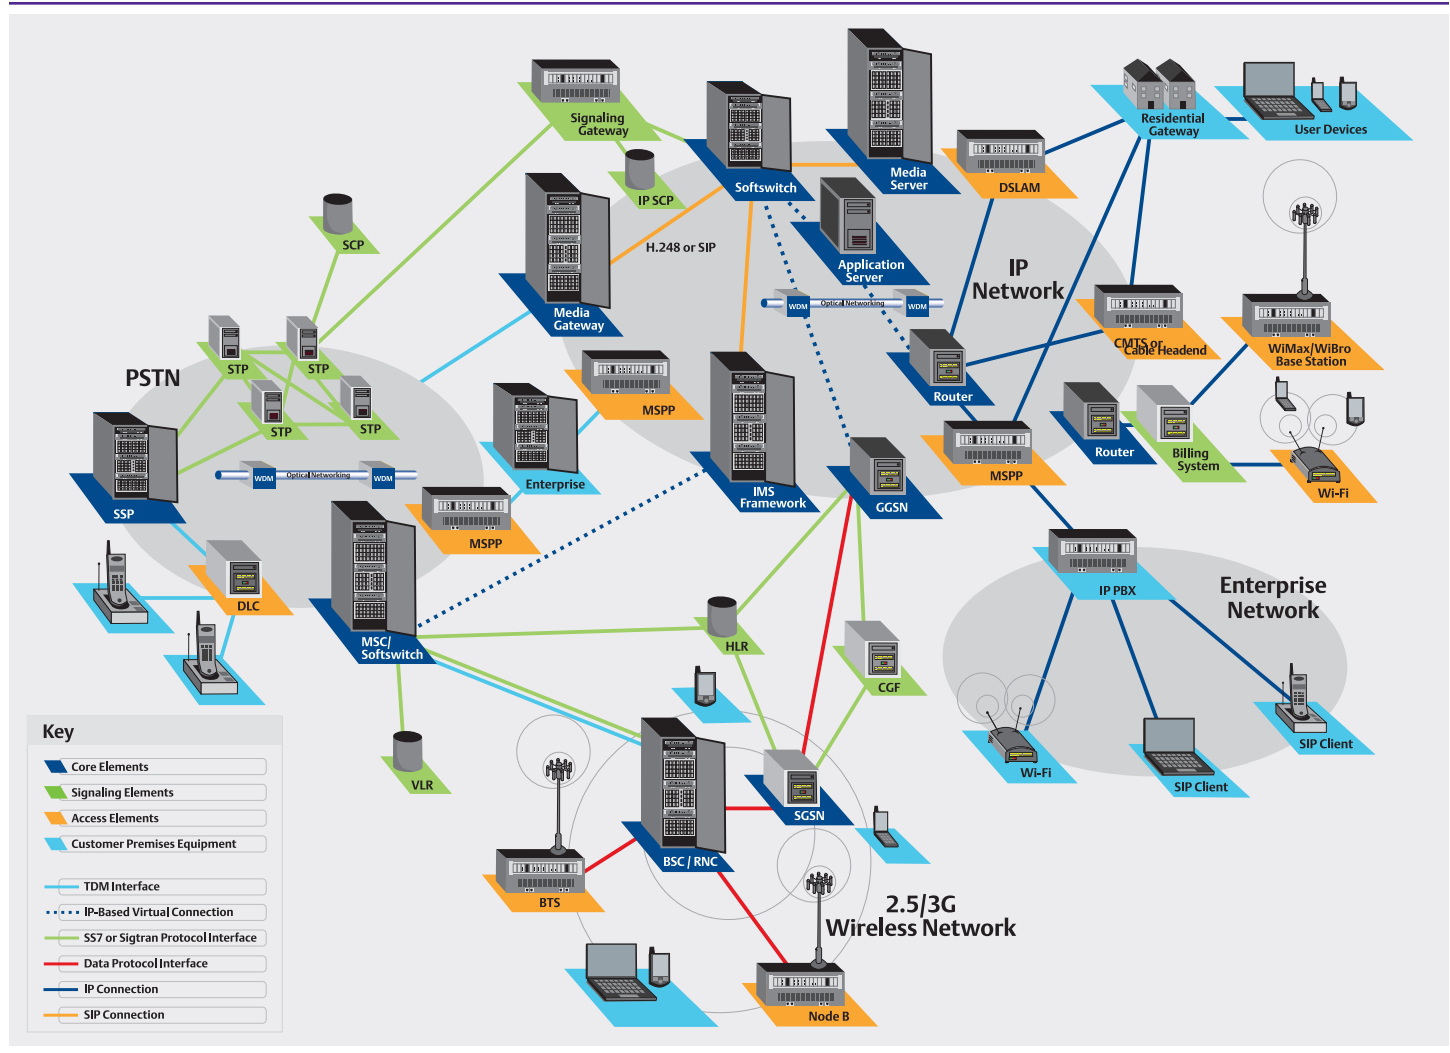 Signaling
Gateway
IP SCP
SCP
Softswitch
Media
Server
DSLAM
Residential
Gateway
User Devices
H.248 or SIP
Application
Server
IP
Network
Media
Gateway
WDM
Optical Networking
WDM
CMTS or
Cable Headend
WiMax/WiBro
Base Station
PSTN
STP
STP
STP
STP
MSPP
Router
Router
Billing
System
Wi-Fi
SSP
WDM
Optical Networking
WDM
Enterprise
MSPP
IMS
Framework
GGSN
MSPP
DLC
MSC/
Softswitch
HLR
CGF
IP PBX
Enterprise
Network
Wi-Fi
SIP Client
SIP Client
VLR
BSC / RNC
SGSN
BTS
2.5/3G
Wireless Network
Node B
Key
Core Elements
Signaling Elements
Access Elements
Customer Premises Equipment
TDM Interface
IP-Based Virtual Connection
SS7 or Sigtran Protocol Interface
Data Protocol Interface
IP Connection
SIP Connection